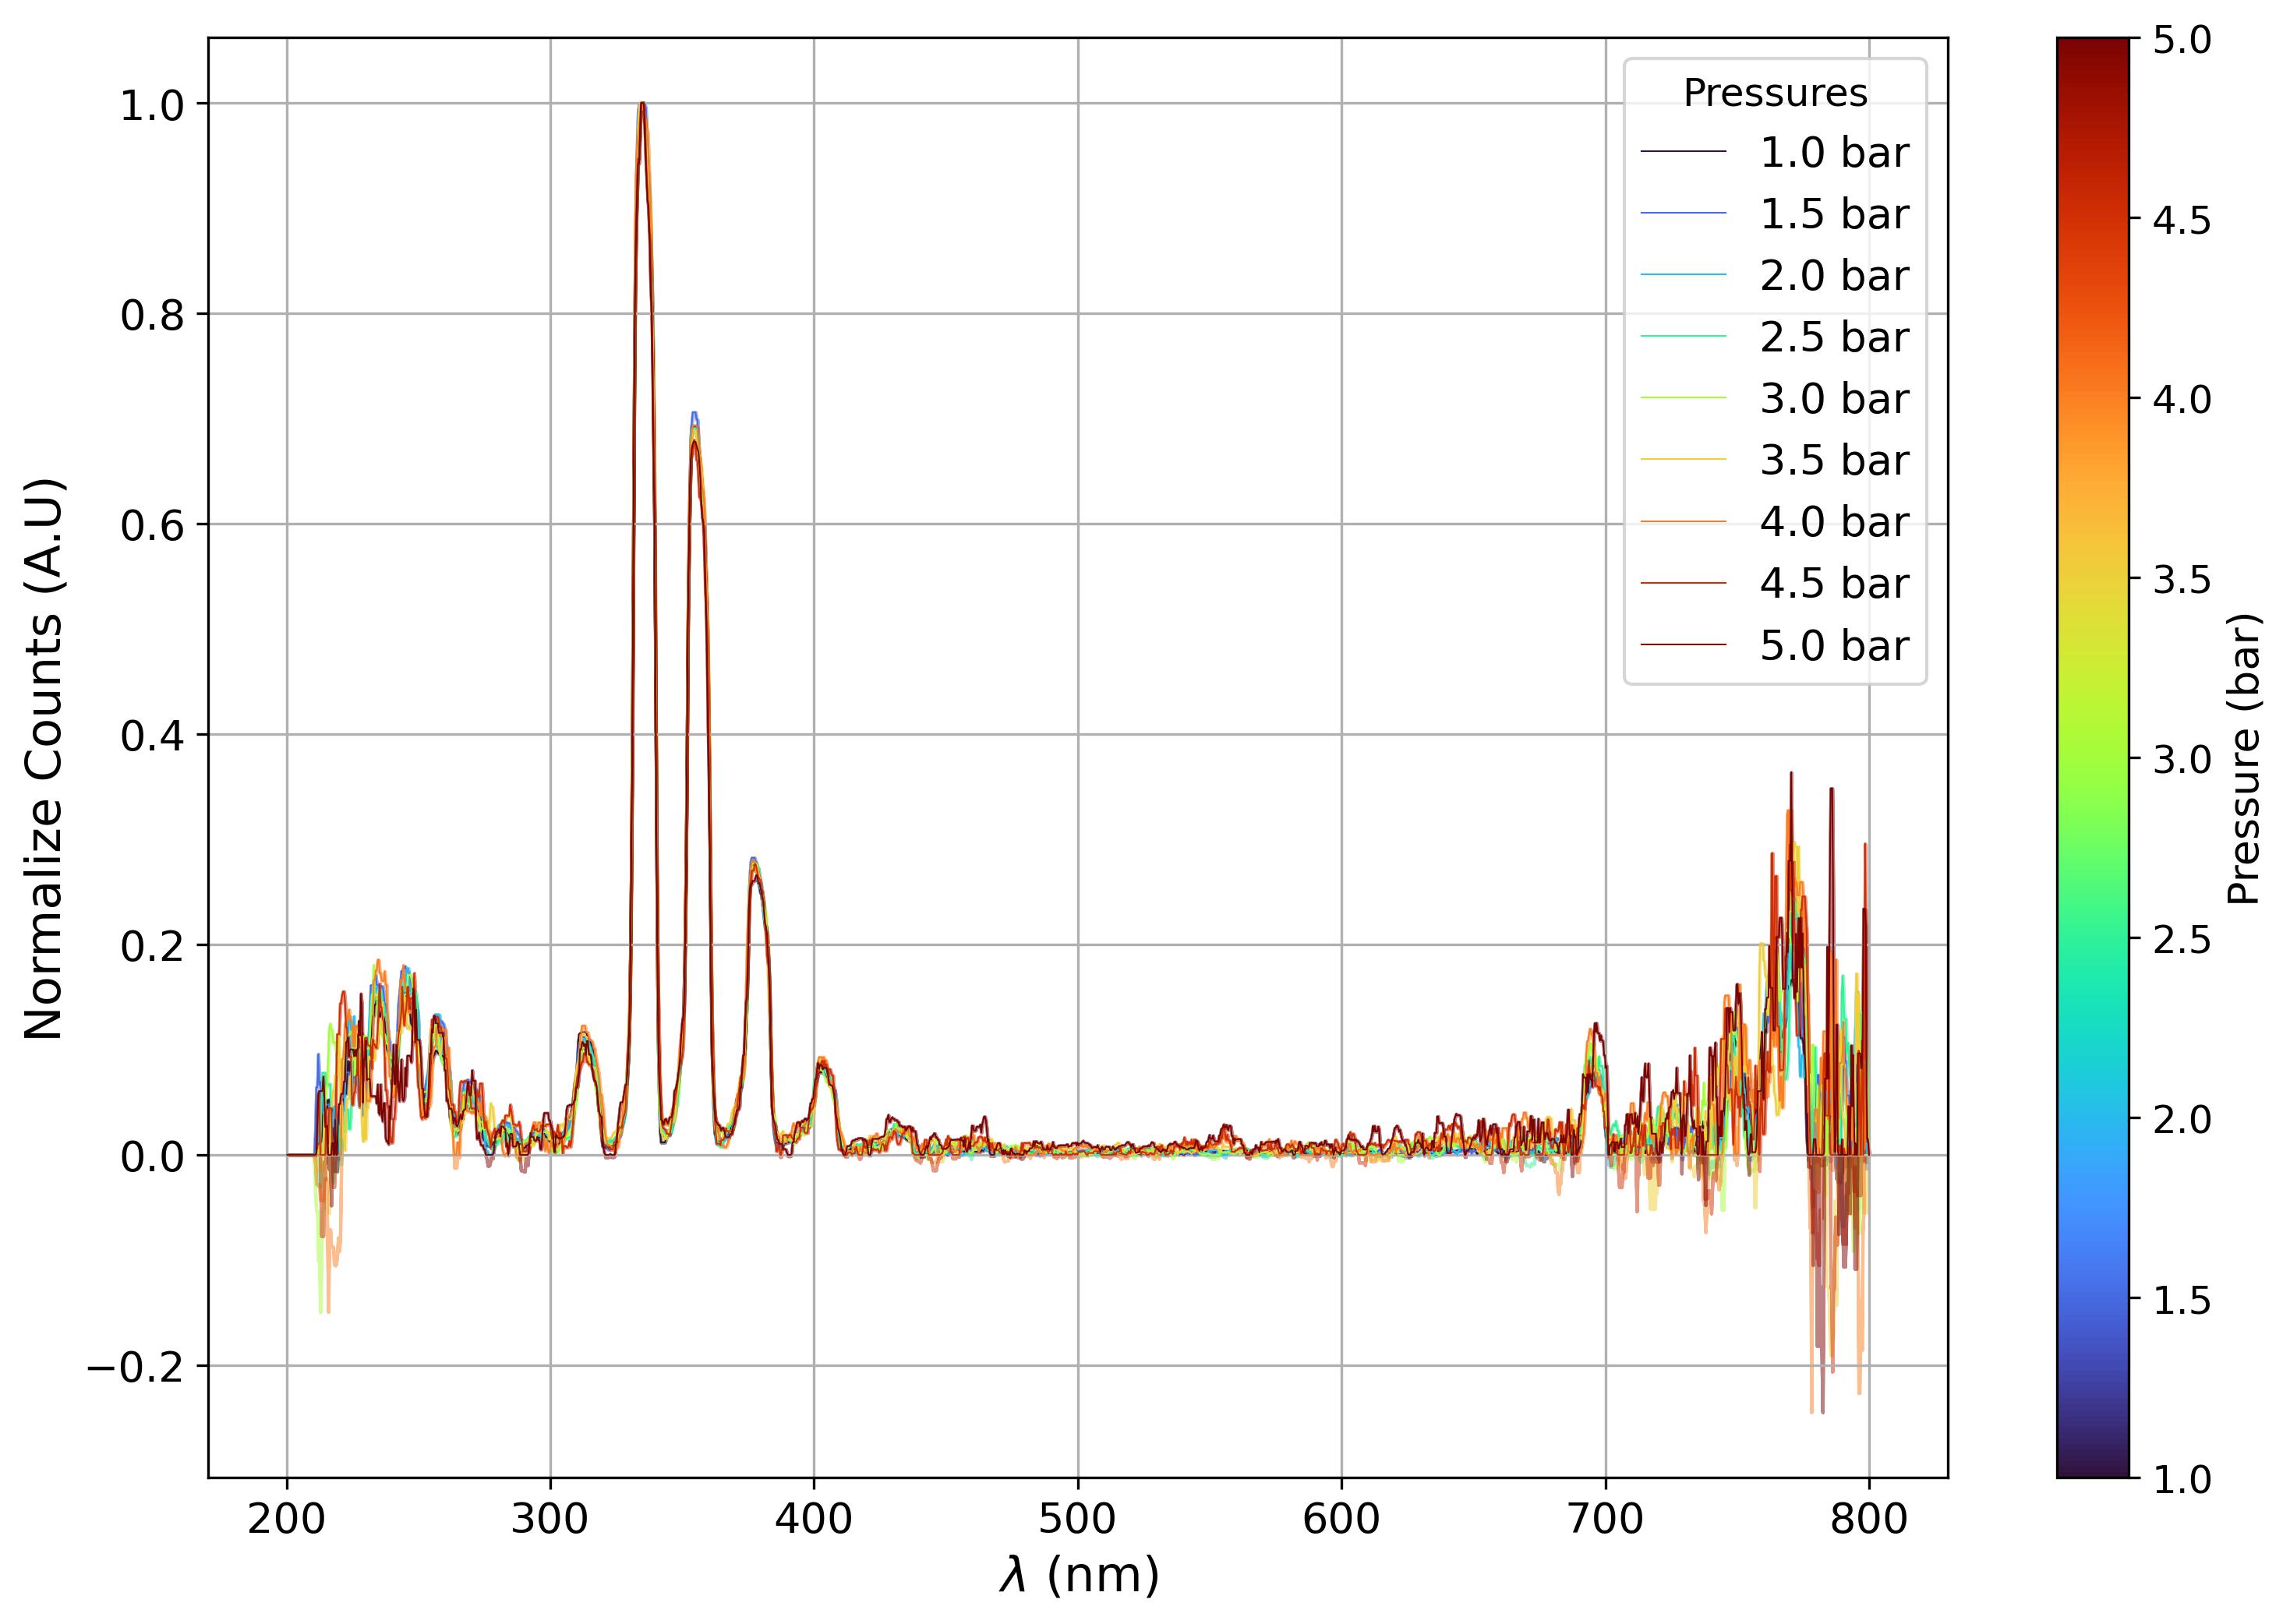 Normalize Counts (A.U)
1.0
0.8
0.6
0.4
0.2
0.0
−0.2
200 300 400 500 600 700 800
λ (nm)
Pressures
1.0 bar
1.5 bar
2.0 bar
2.5 bar
3.0 bar
3.5 bar
4.0 bar
4.5 bar
5.0 bar
5.0
4.5
4.0
3.5
3.0
2.5
2.0
1.5
1.0
Pressure (bar)